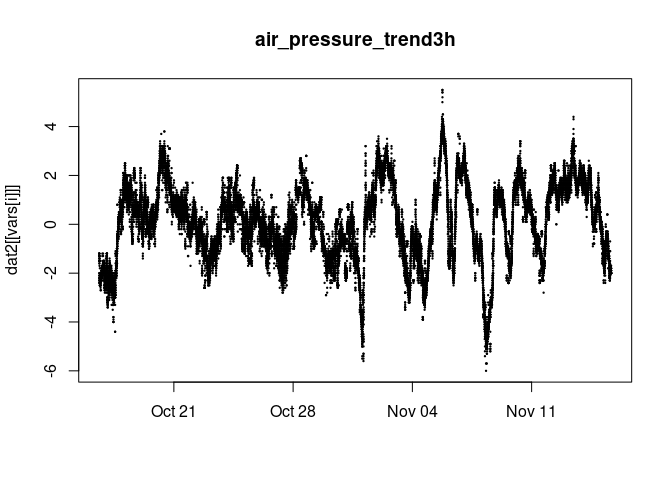 air_pressure_trend3h
dat2[[vars[i]]
4
2
0
-2
-4
-6
Oct 21 Oct 28 Nov 04 Nov 11